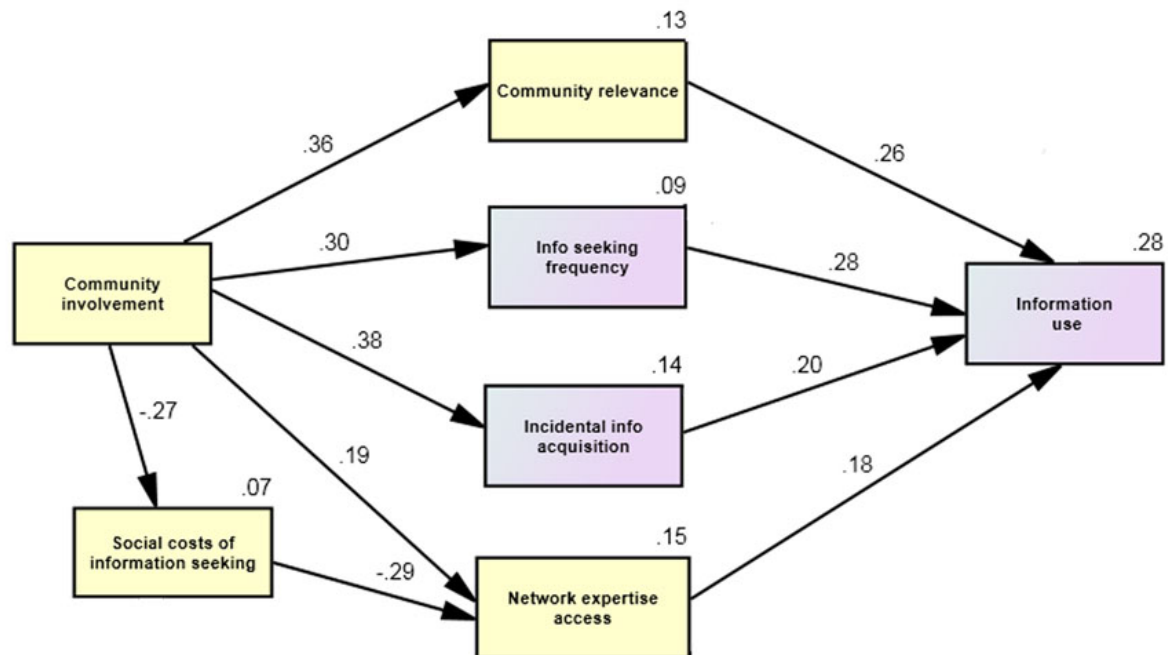 .13
Community relevance
.36
.26
.09
Info seeking
frequency
.30
.28
.28
Community
involvement
Information
use
.38
.14
.20
Incidental info
acquisition
-.27
.19
.18
.07
Social costs of
information seeking
.15
-.29
Network expertise
access